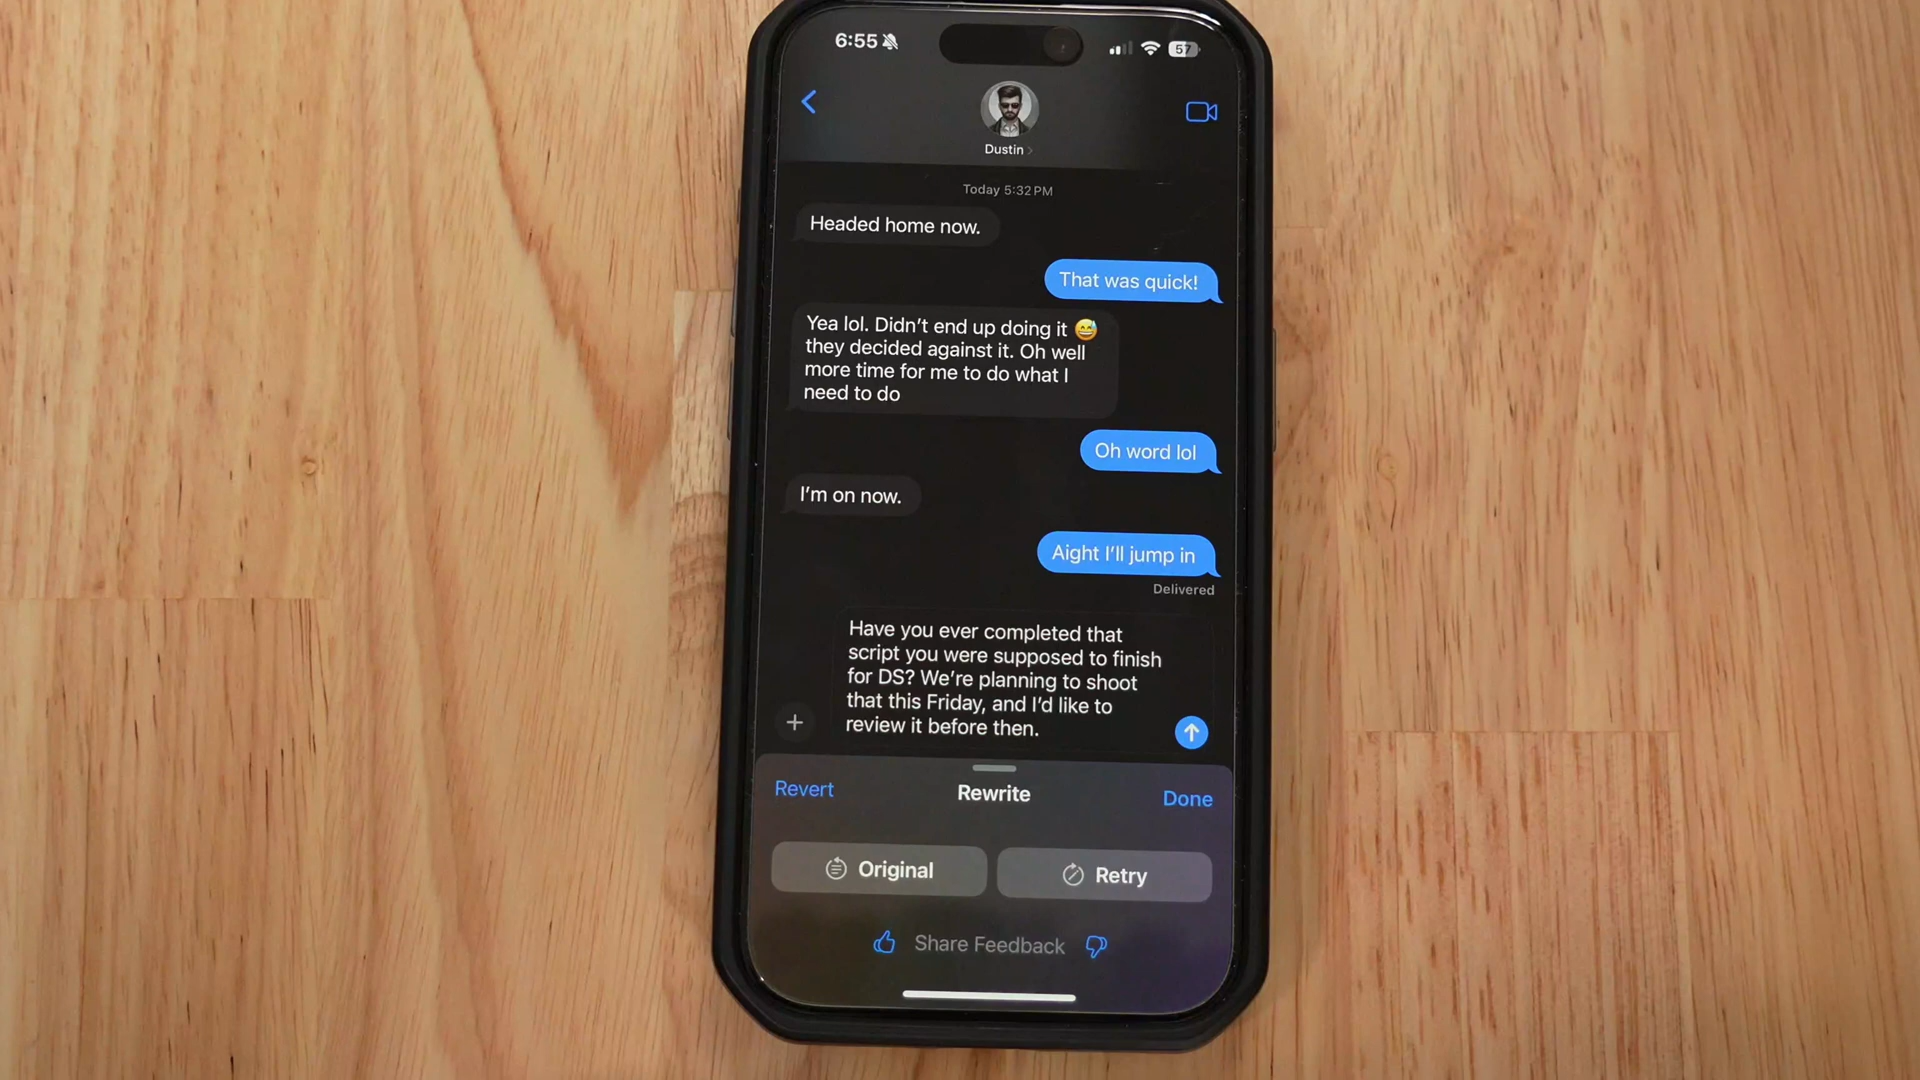 6:55
57
Dustin
Today 5:32 PM
Headed home now.
That was quick!
Yea lol. Didn't end up doing it 😅
they decided against it. Oh well
more time for me to do what I
need to do
Oh word lol
I'm on now.
Aight I'll jump in
Delivered
Have you ever completed that
script you were supposed to finish
for DS? We're planning to shoot
that this Friday, and I'd like to
review it before then.
Revert
Rewrite
Done
Original
Retry
Share Feedback